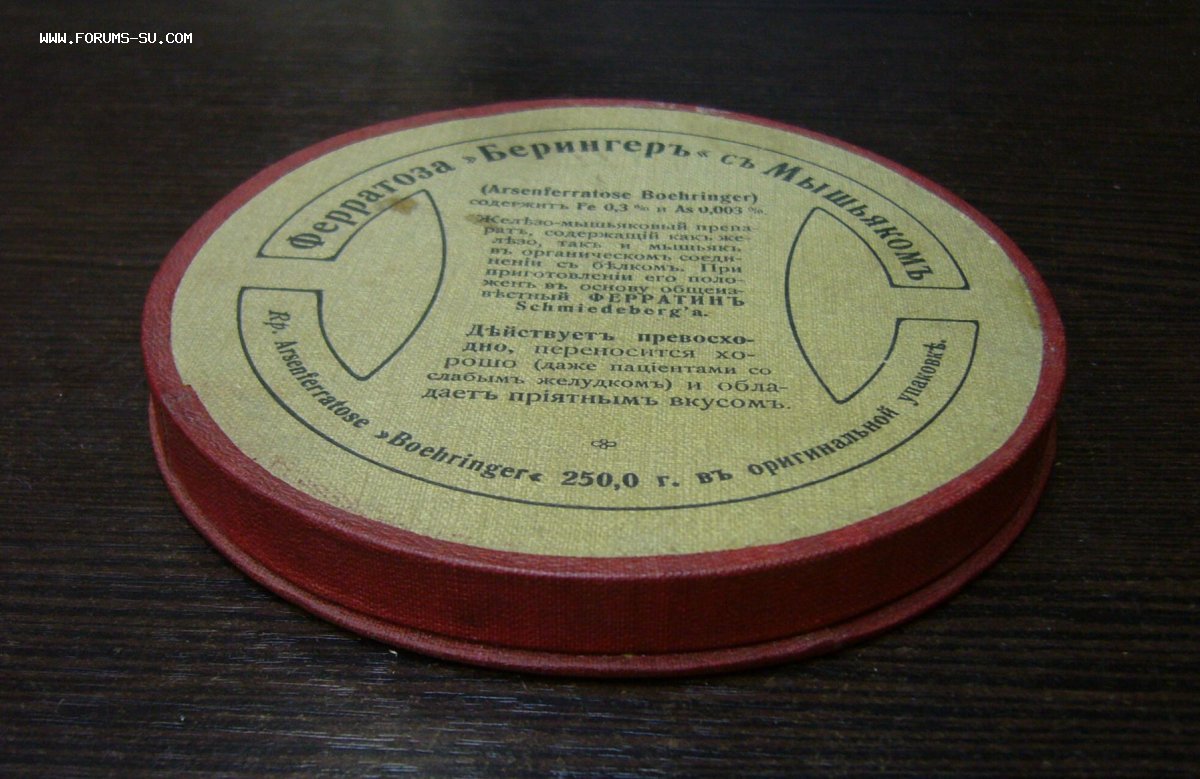 WWW.FORUMS-SU.COM
Ферратоза »Берингеръ« съ Мышьякомъ
(Arsenferratose Boehringer)
содержитъ Fe 0,3 % и As 0,003 %
Желѣзо-мышьяковый препа-
ратъ, содержащій какъ же-
лѣзо, такъ и мышьякъ
въ органическомъ соеди-
неніи съ бѣлкомъ. При
приготовленіи его поло-
женъ въ основу общеиз-
вѣстный ФЕРРАТИНЪ
Schmiedeberg'a.
Дѣйствуетъ превосхо-
дно, переносится хо-
рошо (даже паціентами со
слабымъ желудкомъ) и обла-
даетъ пріятнымъ вкусомъ.
Rp. Arsenferratose »Boehringer« 250,0 г. въ оригинальной упаковкѣ.